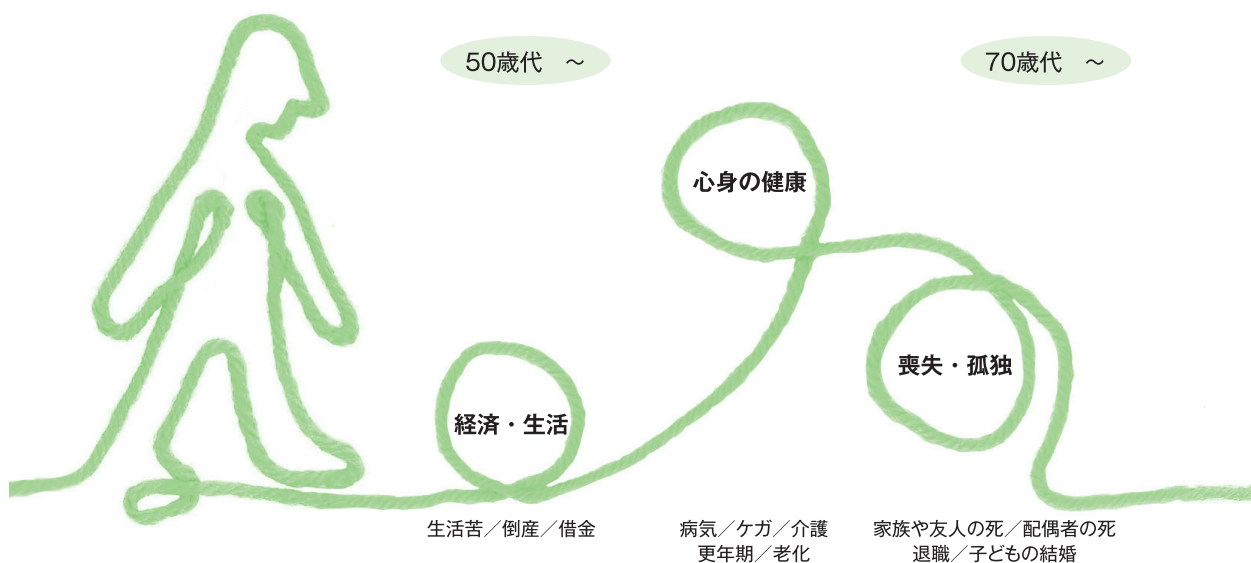 50歳代　～
70歳代　～
心身の健康
喪失・孤独
経済・生活
生活苦／倒産／借金
病気／ケガ／介護
更年期／老化
家族や友人の死／配偶者の死
退職／子どもの結婚